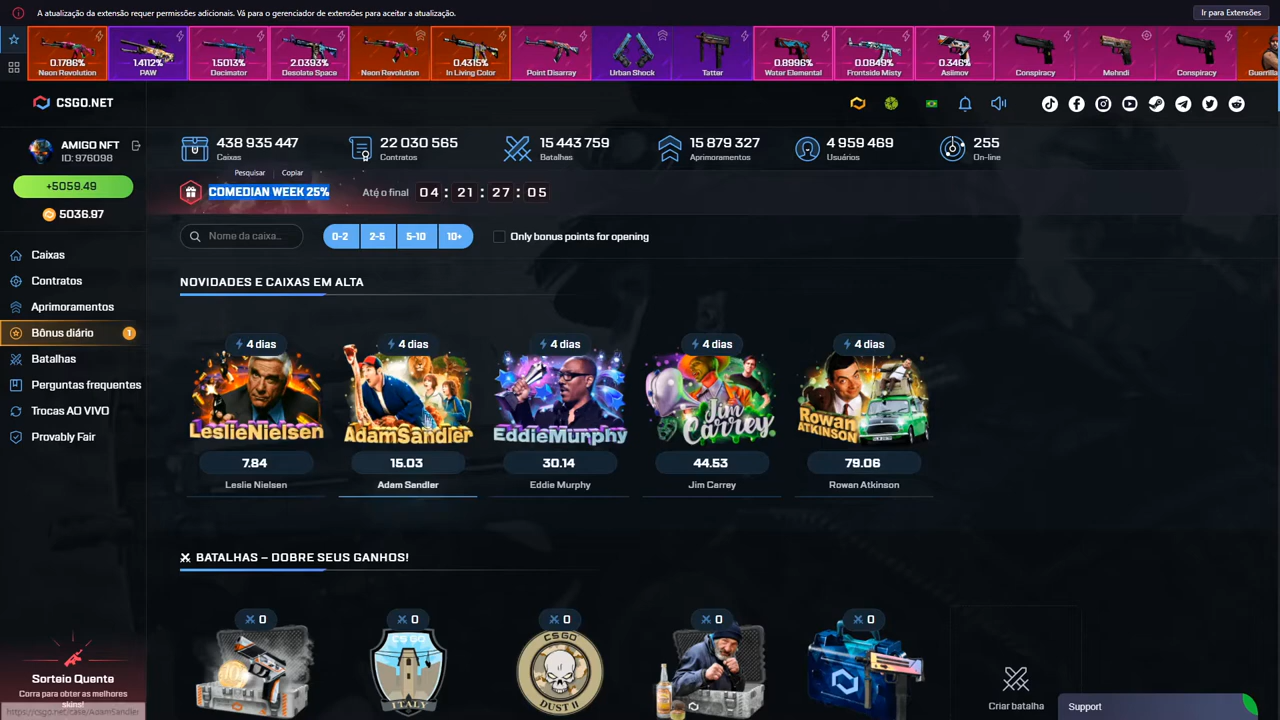 A atualização da extensão requer permissões adicionais. Vá para o gerenciador de extensões para aceitar a atualização.
Ir para Extensões
0.1786%
Neon Revolution
1.4112%
PAW
1.5013%
Decimator
2.0393%
Desolate Space
Neon Revolution
0.4315%
In Living Color
Point Disarray
Urban Shock
Tatter
0.8996%
Water Elemental
0.0849%
Frontside Misty
0.346%
Asiimov
Conspiracy
Mehndi
Conspiracy
Guerrilla
CSGO.NET
AMIGO NFT
ID: 976098
+5059.49
5036.97
Caixas
Contratos
Aprimoramentos
Bônus diário
1
Batalhas
Perguntas frequentes
Trocas AO VIVO
Provably Fair
Sorteio Quente
Corra para obter as melhores
skins!
https://csgo.net/case/AdamSandler
438 935 447
Caixas
22 030 565
Contratos
15 443 759
Batalhas
15 879 327
Aprimoramentos
4 959 469
Usuários
255
On-line
Pesquisar
Copiar
COMEDIAN WEEK 25%
Até o final
04 : 21 : 27 : 05
Nome da caixa...
0-2
2-5
5-10
10+
Only bonus points for opening
NOVIDADES E CAIXAS EM ALTA
4 dias
LeslieNielsen
7.84
Leslie Nielsen
4 dias
AdamSandler
15.03
Adam Sandler
4 dias
EddieMurphy
30.14
Eddie Murphy
4 dias
Jim Carrey
44.53
Jim Carrey
4 dias
Rowan
ATKINSON
79.06
Rowan Atkinson
BATALHAS – DOBRE SEUS GANHOS!
0
0
CS GO
ITALY
0
CS GO
DUST II
0
0
Criar batalha
Support